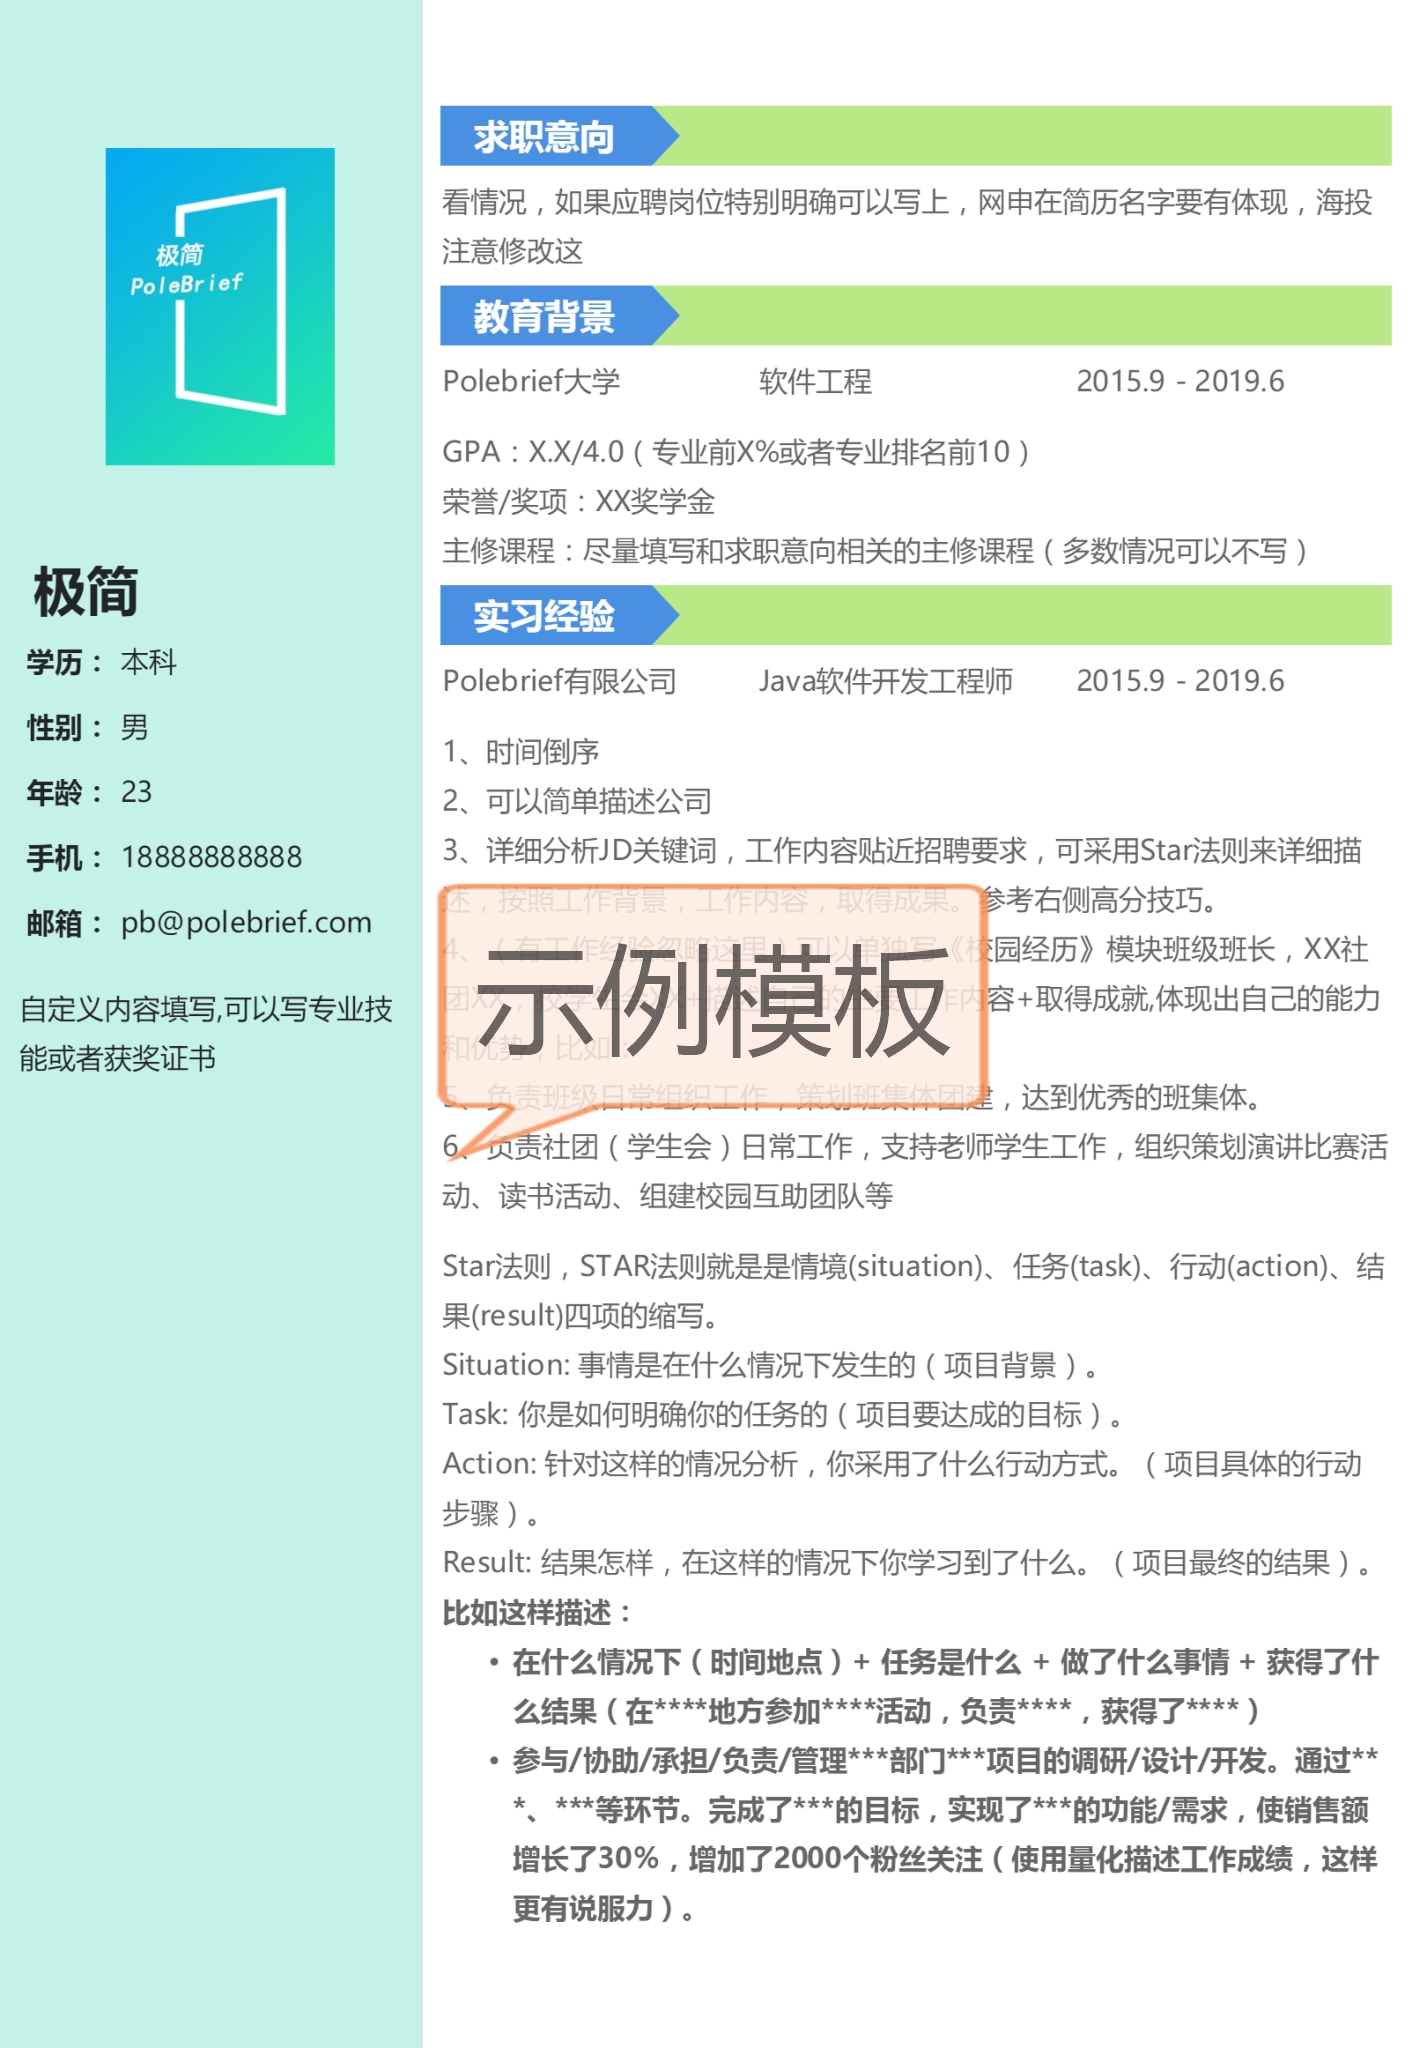 极简
PoleBrief
极简
学历： 本科
性别： 男
年龄： 23
手机： 18888888888
邮箱： pb@polebrief.com
自定义内容填写,可以写专业技
能或者获奖证书
求职意向
看情况，如果应聘岗位特别明确可以写上，网申在简历名字要有体现，海投
注意修改这
教育背景
Polebrief大学 软件工程 2015.9 - 2019.6
GPA：X.X/4.0（专业前X%或者专业排名前10）
荣誉/奖项：XX奖学金
主修课程：尽量填写和求职意向相关的主修课程（多数情况可以不写）
实习经验
Polebrief有限公司 Java软件开发工程师 2015.9 - 2019.6
1、时间倒序
2、可以简单描述公司
3、详细分析JD关键词，工作内容贴近招聘要求，可采用Star法则来详细描
述，按照工作背景，工作内容，取得成果。参考右侧高分技巧。
4、（有工作经验忽略这里）可以单独写《校园经历》模块班级班长，XX社
团XX，校学生会XX+描述自己的主要工作内容+取得成就,体现出自己的能力
和优势，比如：
示例模板
5、负责班级日常组织工作，策划班集体团建，达到优秀的班集体。
6、负责社团（学生会）日常工作，支持老师学生工作，组织策划演讲比赛活
动、读书活动、组建校园互助团队等
Star法则，STAR法则就是是情境(situation)、任务(task)、行动(action)、结
果(result)四项的缩写。
Situation: 事情是在什么情况下发生的（项目背景）。
Task: 你是如何明确你的任务的（项目要达成的目标）。
Action: 针对这样的情况分析，你采用了什么行动方式。（项目具体的行动
步骤）。
Result: 结果怎样，在这样的情况下你学习到了什么。（项目最终的结果）。
比如这样描述：
• 在什么情况下（时间地点）+ 任务是什么 + 做了什么事情 + 获得了什
么结果（在****地方参加****活动，负责****，获得了****）
• 参与/协助/承担/负责/管理***部门***项目的调研/设计/开发。通过**
*、***等环节。完成了***的目标，实现了***的功能/需求，使销售额
增长了30%，增加了2000个粉丝关注（使用量化描述工作成绩，这样
更有说服力）。